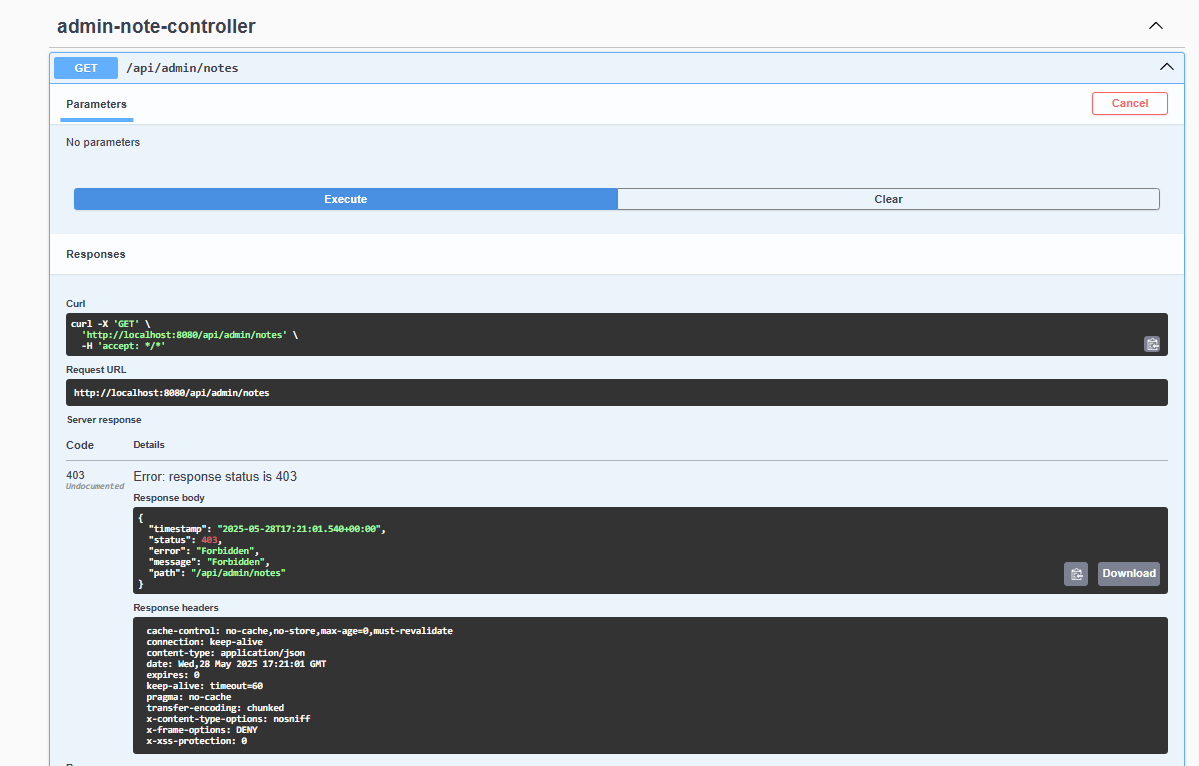 admin-note-controller
GET /api/admin/notes
Parameters
Cancel
No parameters
Execute
Clear
Responses
Curl
curl -X 'GET' \
  'http://localhost:8080/api/admin/notes' \
  -H 'accept: */*'
Request URL
http://localhost:8080/api/admin/notes
Server response
Code Details
403 Error: response status is 403
Undocumented
Response body
{
  "timestamp": "2025-05-28T17:21:01.540+00:00",
  "status": 403,
  "error": "Forbidden",
  "message": "Forbidden",
  "path": "/api/admin/notes"
}
Download
Response headers
cache-control: no-cache,no-store,max-age=0,must-revalidate
connection: keep-alive
content-type: application/json
date: Wed,28 May 2025 17:21:01 GMT
expires: 0
keep-alive: timeout=60
pragma: no-cache
transfer-encoding: chunked
x-content-type-options: nosniff
x-frame-options: DENY
x-xss-protection: 0